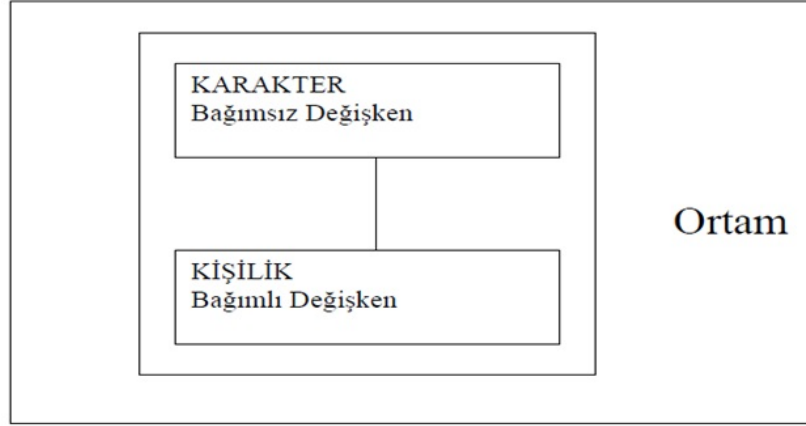 KARAKTER
Bağımsız Değişken
Ortam
KİŞİLİK
Bağımlı Değişken